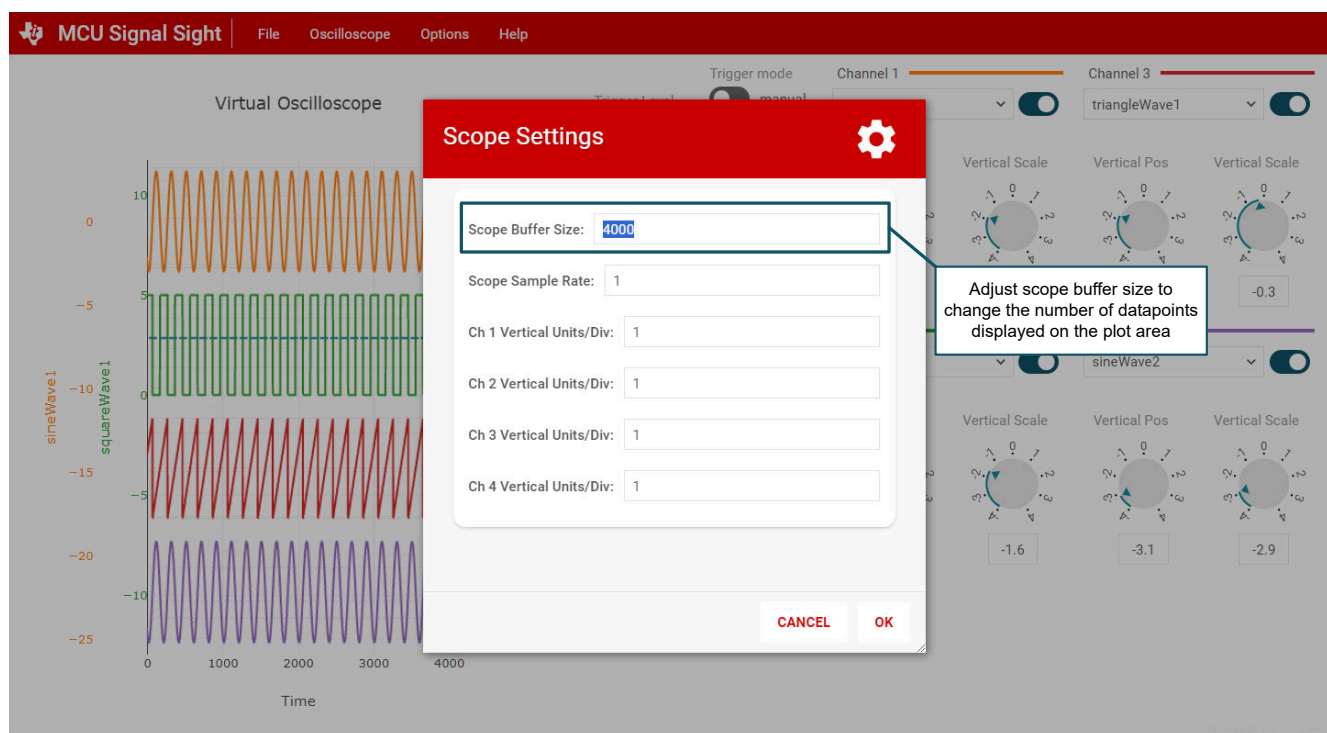 MCU Signal Sight File Oscilloscope Options Help
Trigger mode
Channel 1
Channel 3
Virtual Oscilloscope
Trigger Level
manual
triangleWave1
Scope Settings
Vertical Scale
Vertical Pos
Vertical Scale
Scope Buffer Size: 4000
Scope Sample Rate: 1
Ch 1 Vertical Units/Div: 1
Ch 2 Vertical Units/Div: 1
Ch 3 Vertical Units/Div: 1
Ch 4 Vertical Units/Div: 1
CANCEL OK
Adjust scope buffer size to
change the number of datapoints
displayed on the plot area
-0.3
sineWave2
Vertical Scale
Vertical Pos
Vertical Scale
-1.6
-3.1
-2.9
0
−5
−10
−15
−20
−25
sineWave1
10
5
0
−5
−10
squareWave1
0 1000 2000 3000 4000
Time